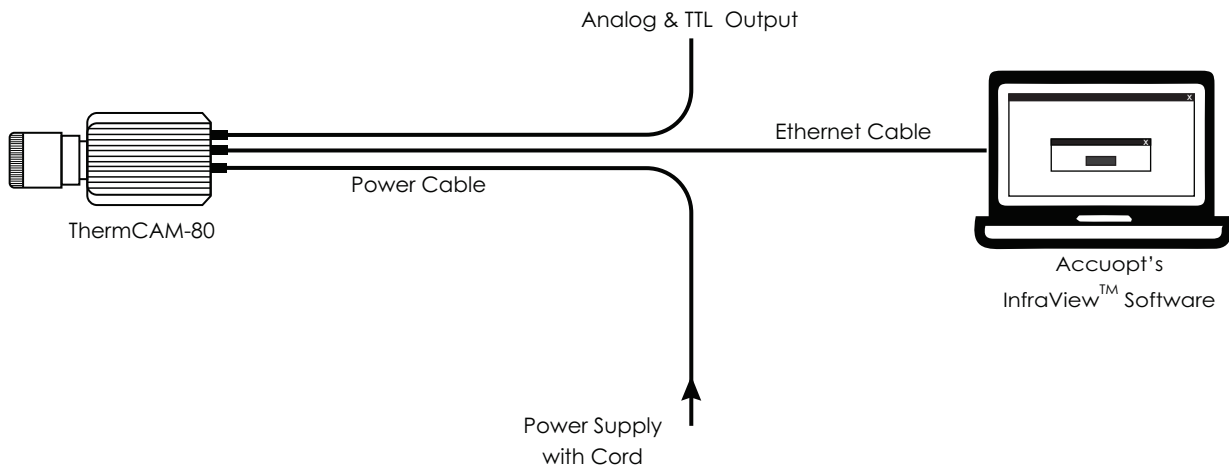 Analog & TTL Output
Ethernet Cable
X
X
Power Cable
ThermCAM-80
Accuopt's
InfraView™ Software
Power Supply
with Cord